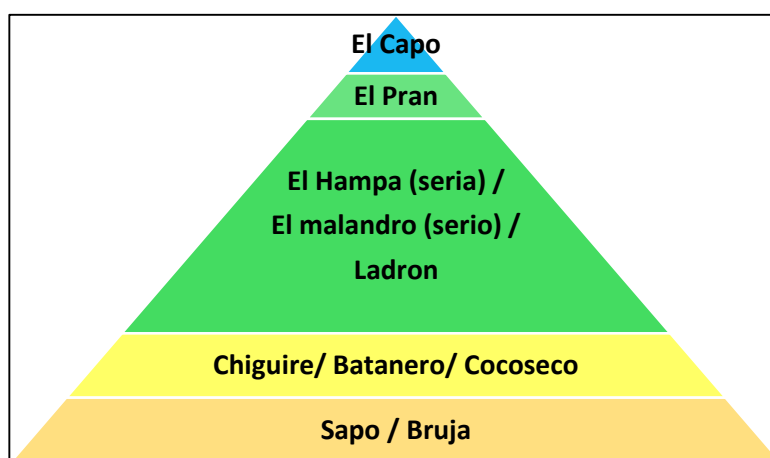 El Capo
El Pran
El Hampa (seria) /
El malandro (serio) /
Ladron
Chiguire/ Batanero/ Cocoseco
Sapo / Bruja